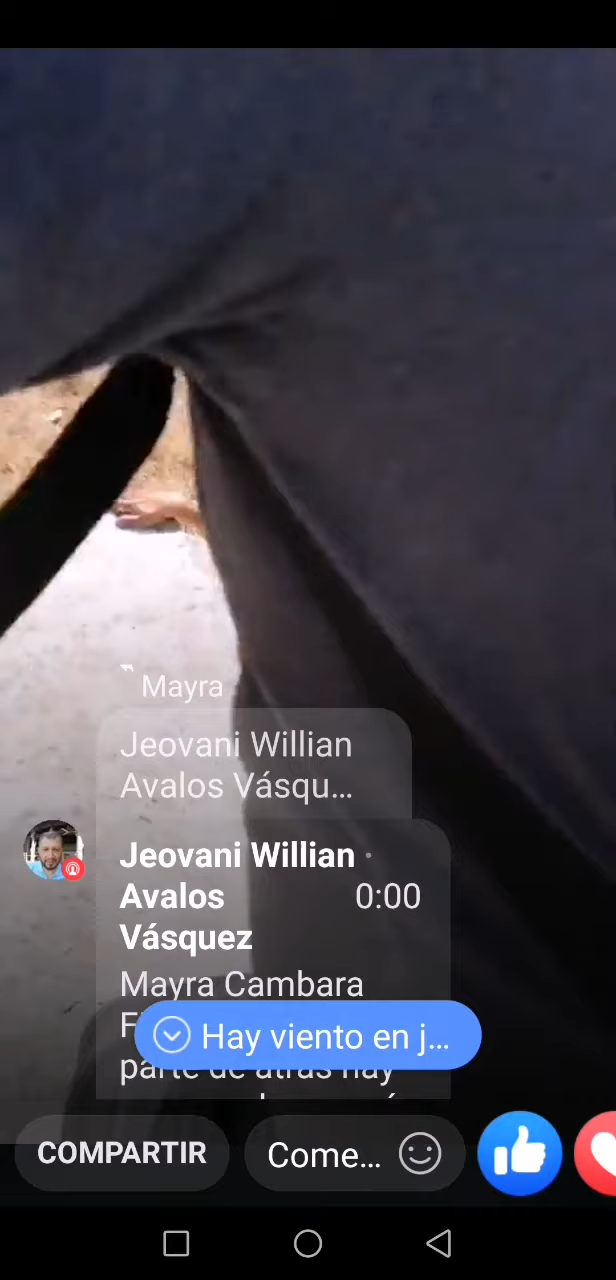 Mayra
Jeovani Willian
Avalos Vásqu...
Jeovani Willian ·
Avalos 0:00
Vásquez
Mayra Cambara
Hay viento en j...
parte de atrás hay
COMPARTIR
Come...